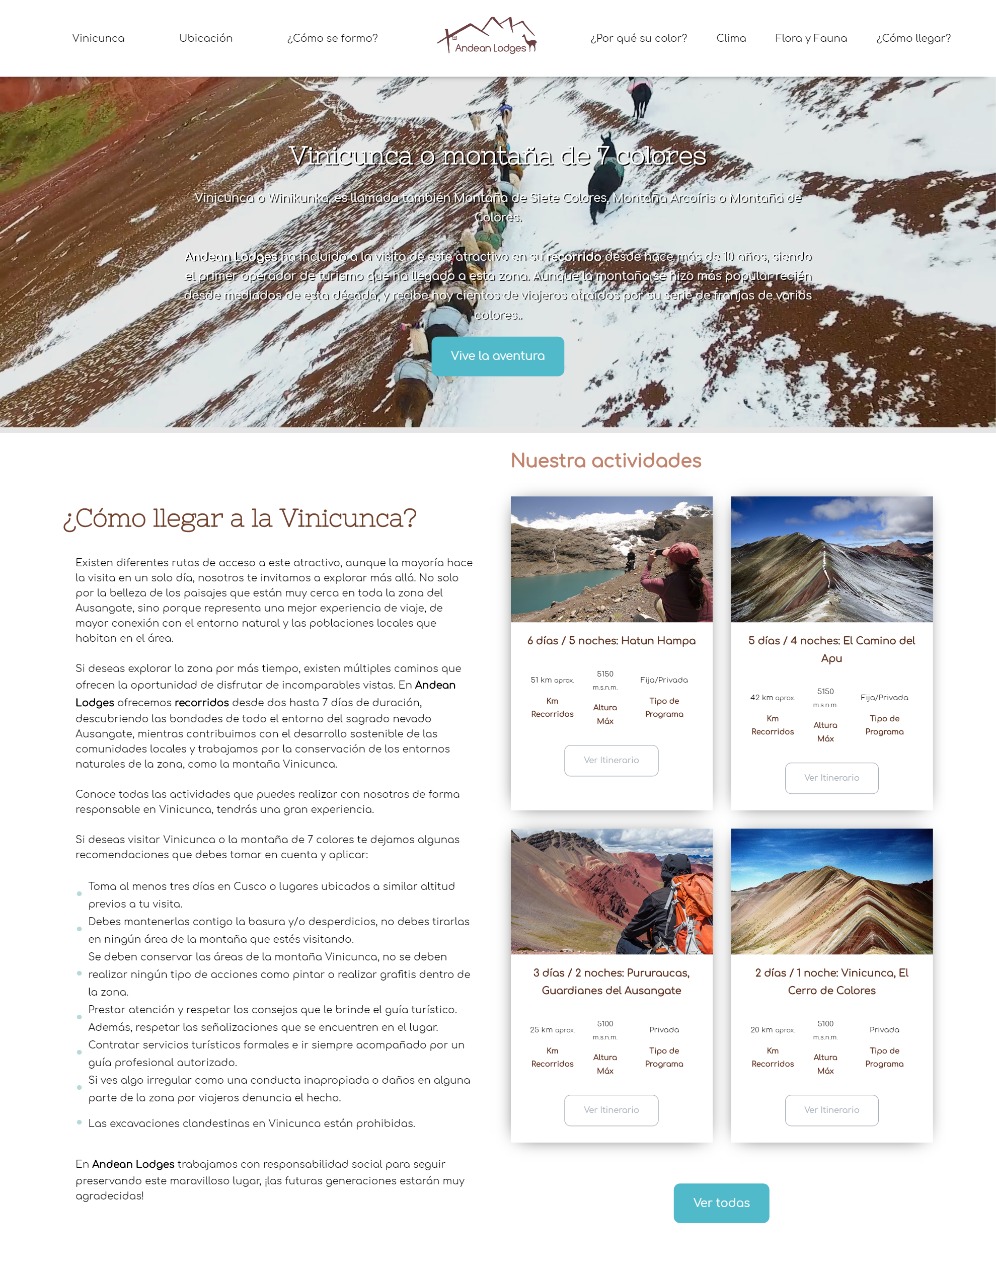 Vinicunca
Ubicación
¿Cómo se formo?
Andean Lodges
¿Por qué su color?
Clima
Flora y Fauna
¿Cómo llegar?
Vinicunca o montaña de 7 colores
Vinicunca o Winikunka, es llamada también Montaña de Siete Colores, Montaña Arcoíris o Montaña de
Colores.
Andean Lodges ha incluido a la visita de este atractivo en su recorrido desde hace más de 10 años, siendo
el primer operador de turismo que ha llegado a esta zona. Aunque la montaña se hizo más popular recién
desde mediados de esta década, y recibe hoy cientos de viajeros atraídos por su serie de franjas de varios
colores..
Vive la aventura
¿Cómo llegar a la Vinicunca?
Existen diferentes rutas de acceso a este atractivo, aunque la mayoría hace
la visita en un solo día, nosotros te invitamos a explorar más allá. No solo
por la belleza de los paisajes que están muy cerca en toda la zona del
Ausangate, sino porque representa una mejor experiencia de viaje, de
mayor conexión con el entorno natural y las poblaciones locales que
habitan en el área.
Si deseas explorar la zona por más tiempo, existen múltiples caminos que
ofrecen la oportunidad de disfrutar de incomparables vistas. En Andean
Lodges ofrecemos recorridos desde dos hasta 7 días de duración,
descubriendo las bondades de todo el entorno del sagrado nevado
Ausangate, mientras contribuimos con el desarrollo sostenible de las
comunidades locales y trabajamos por la conservación de los entornos
naturales de la zona, como la montaña Vinicunca.
Conoce todas las actividades que puedes realizar con nosotros de forma
responsable en Vinicunca, tendrás una gran experiencia.
Si deseas visitar Vinicunca o la montaña de 7 colores te dejamos algunas
recomendaciones que debes tomar en cuenta y aplicar:
Toma al menos tres días en Cusco o lugares ubicados a similar altitud
previos a tu visita.
Debes mantenerlas contigo la basura y/o desperdicios, no debes tirarlas
en ningún área de la montaña que estés visitando.
Se deben conservar las áreas de la montaña Vinicunca, no se deben
realizar ningún tipo de acciones como pintar o realizar grafitis dentro de
la zona.
Prestar atención y respetar los consejos que le brinde el guía turístico.
Además, respetar las señalizaciones que se encuentren en el lugar.
Contratar servicios turísticos formales e ir siempre acompañado por un
guía profesional autorizado.
Si ves algo irregular como una conducta inapropiada o daños en alguna
parte de la zona por viajeros denuncia el hecho.
Las excavaciones clandestinas en Vinicunca están prohibidas.
En Andean Lodges trabajamos con responsabilidad social para seguir
preservando este maravilloso lugar, ¡las futuras generaciones estarán muy
agradecidas!
Nuestra actividades
6 días / 5 noches: Hatun Hampa
51 km aprox.
5150
m.s.n.m.
Fija/Privada
Km
Recorridos
Altura
Máx
Tipo de
Programa
Ver Itinerario
5 días / 4 noches: El Camino del
Apu
42 km aprox.
5150
m.s.n.m.
Fija/Privada
Km
Recorridos
Altura
Máx
Tipo de
Programa
Ver Itinerario
3 días / 2 noches: Pururaucas,
Guardianes del Ausangate
25 km aprox.
5100
m.s.n.m.
Privada
Km
Recorridos
Altura
Máx
Tipo de
Programa
Ver Itinerario
2 días / 1 noche: Vinicunca, El
Cerro de Colores
20 km aprox.
5100
m.s.n.m.
Privada
Km
Recorridos
Altura
Máx
Tipo de
Programa
Ver Itinerario
Ver todas